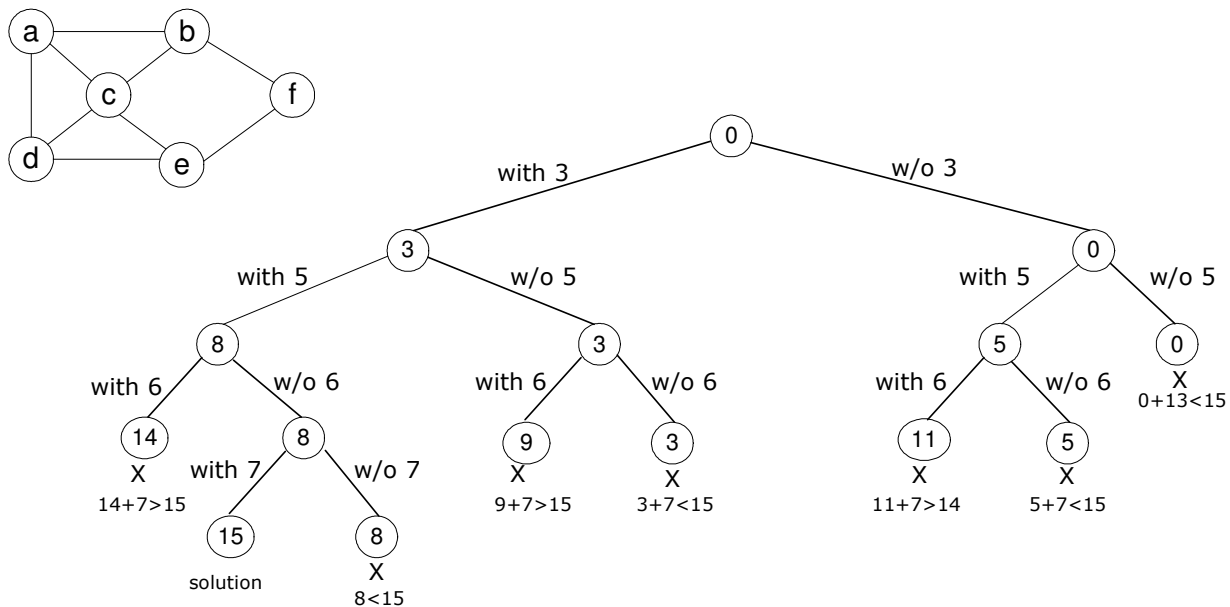 a b
c f
d e
0
with 3 w/o 3
3 0
with 5 w/o 5 with 5 w/o 5
8 3 5 0
with 6 w/o 6 with 6 w/o 6 with 6 w/o 6 X
0+13<15
14 8 9 3 11 5
X with 7 w/o 7 X X X X
14+7>15 9+7>15 3+7<15 11+7>14 5+7<15
15 8
solution X
8<15